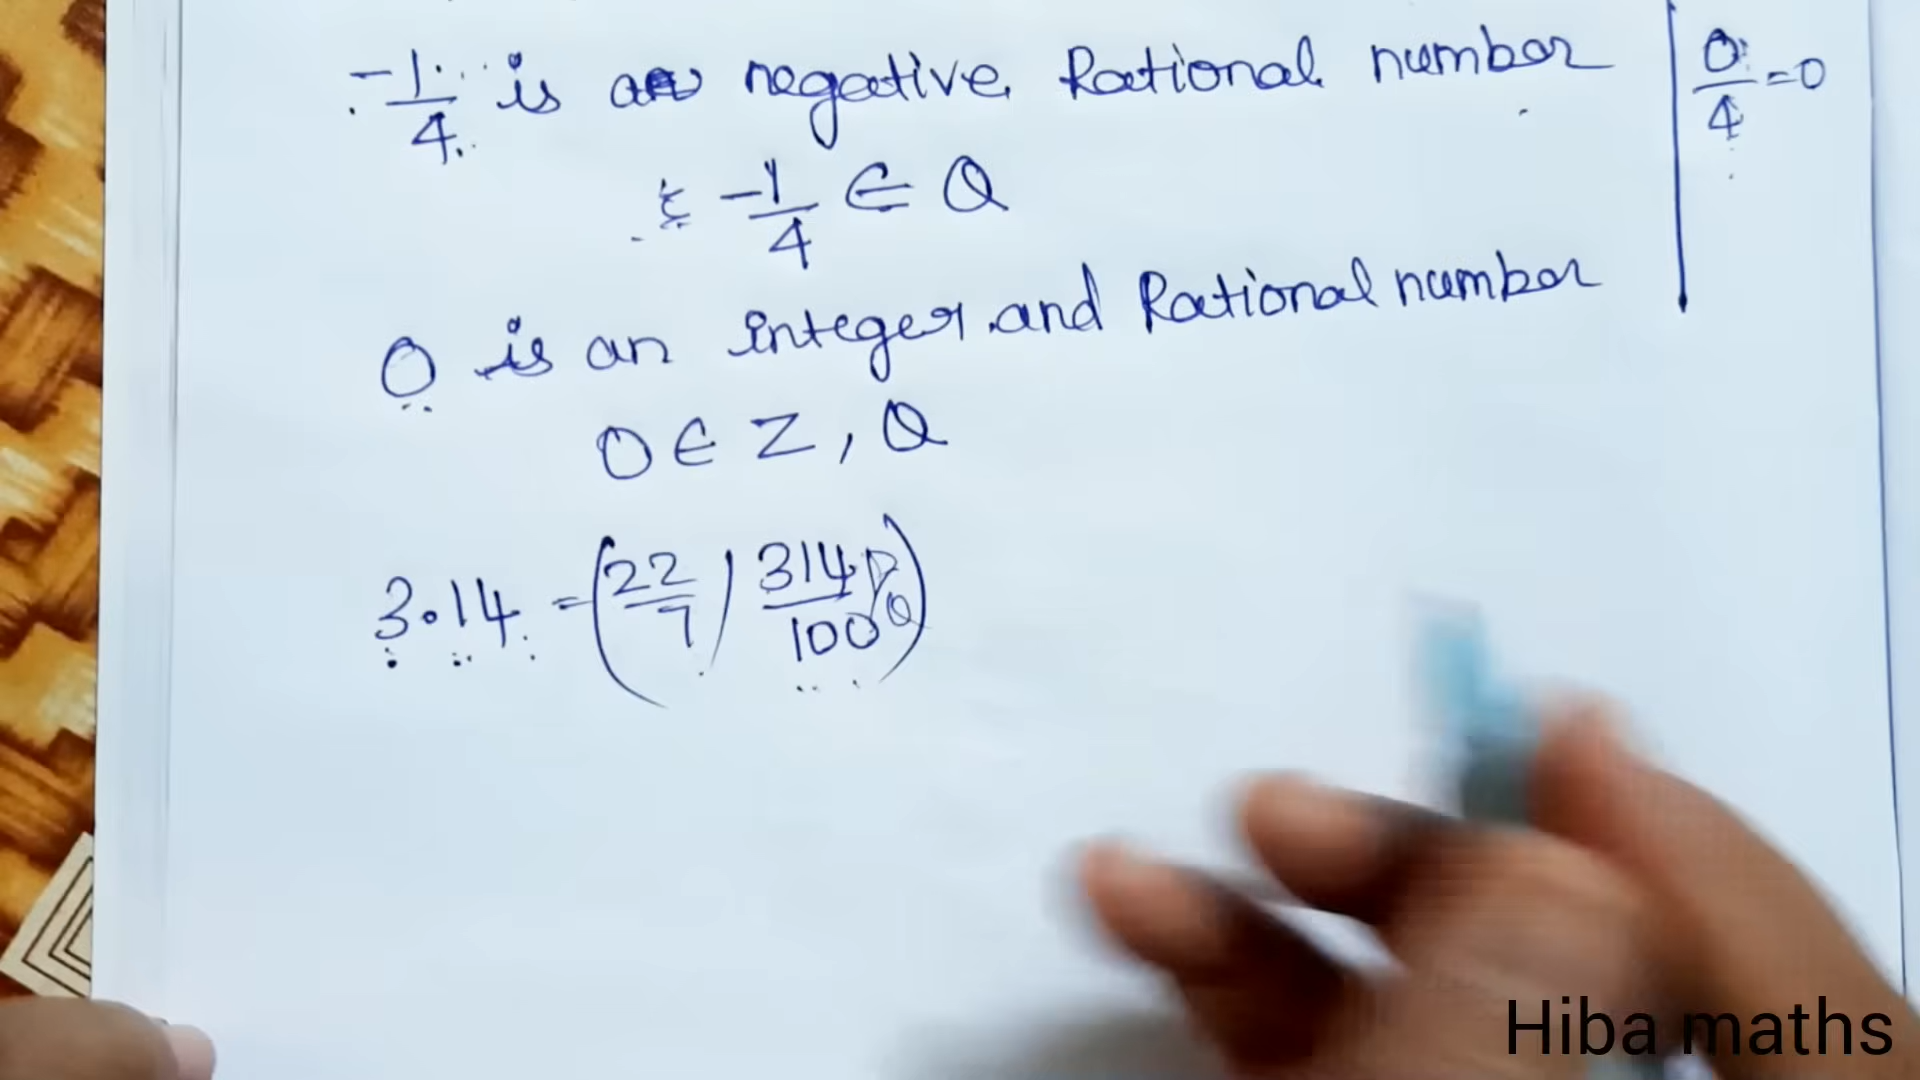 -1/4 is a negative Rational number
0/4 = 0
-1/4 ∈ Q
0 is an integer and Rational number
0 ∈ Z, Q
3.14 = (22/7, 314/100 P/Q)
Hiba maths